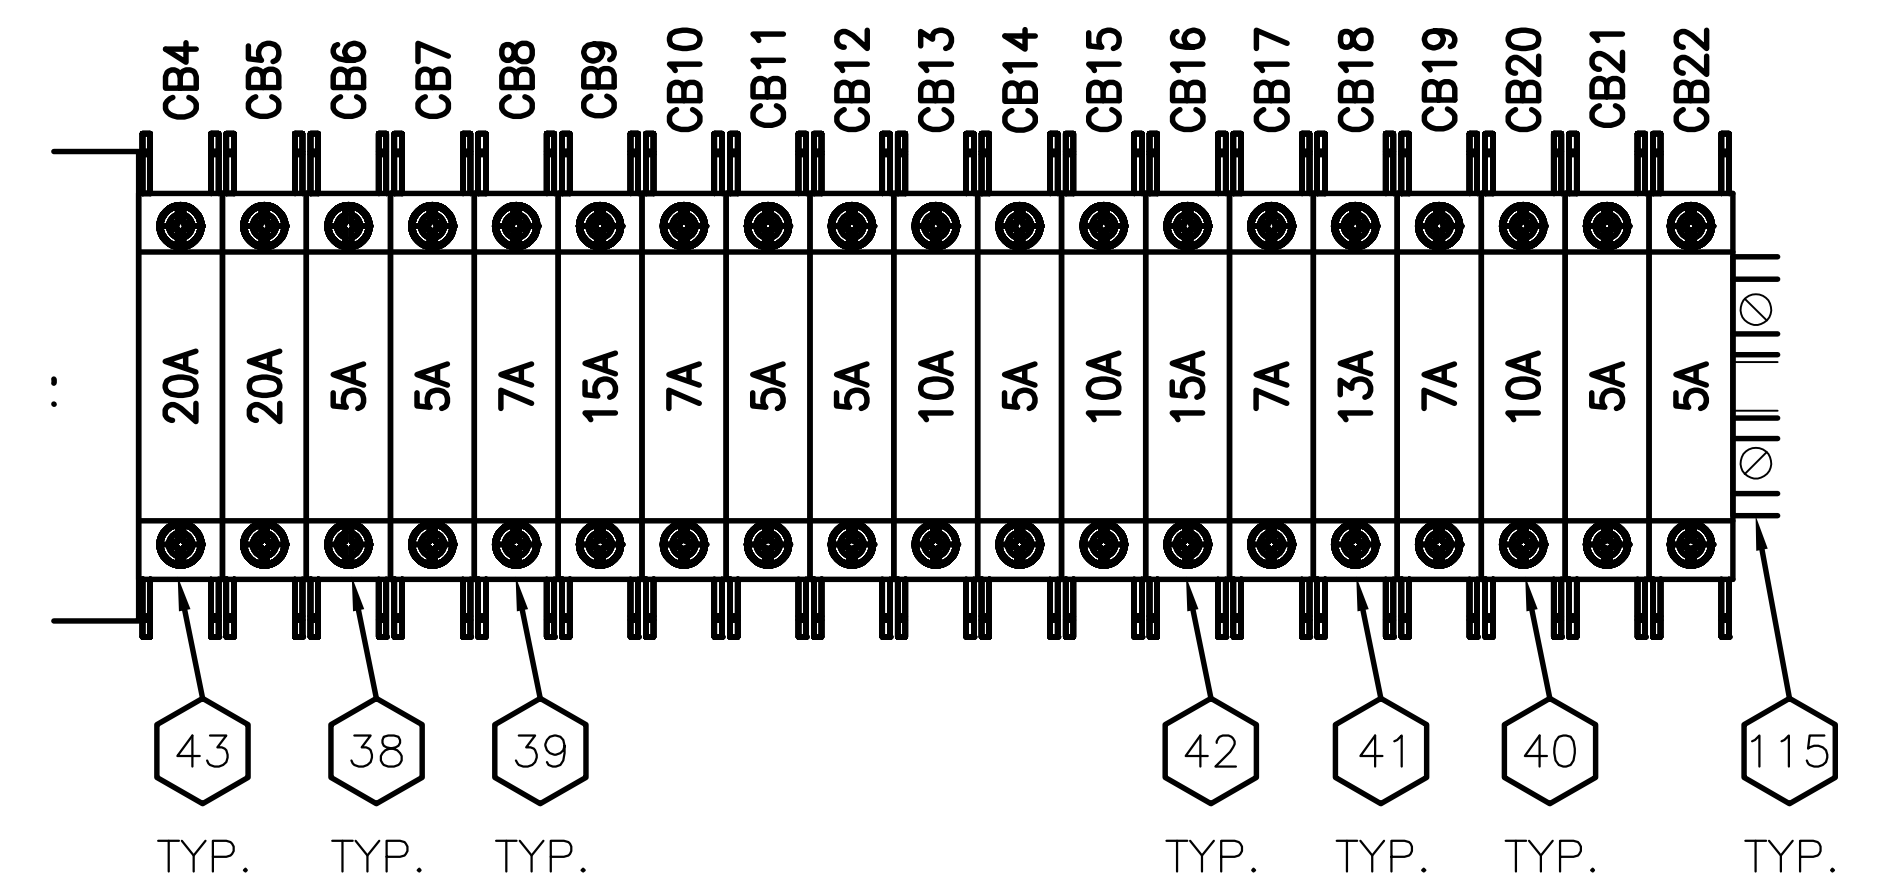 CB4 CB5 CB6 CB7 CB8 CB9 CB10 CB11 CB12 CB13 CB14 CB15 CB16 CB17 CB18 CB19 CB20 CB21 CB22
20A 20A 5A 5A 7A 15A 7A 5A 5A 10A 5A 10A 15A 7A 13A 7A 10A 5A 5A
43 38 39 42 41 40 115
TYP. TYP. TYP. TYP. TYP. TYP. TYP.